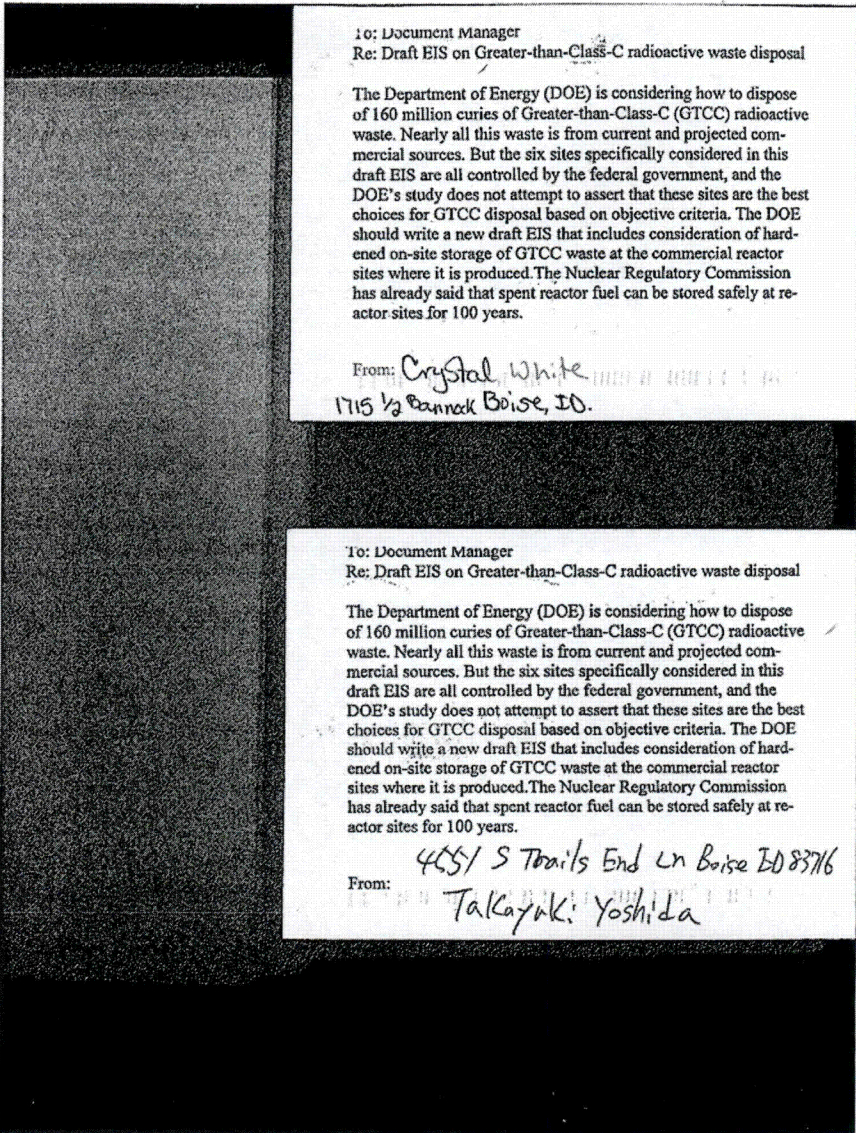 To: Document Manager
Re: Draft EIS on Greater-than-Class-C radioactive waste disposal
The Department of Energy (DOE) is considering how to dispose
of 160 million curies of Greater-than-Class-C (GTCC) radioactive
waste. Nearly all this waste is from current and projected com-
mercial sources. But the six sites specifically considered in this
draft EIS are all controlled by the federal government, and the
DOE's study does not attempt to assert that these sites are the best
choices for GTCC disposal based on objective criteria. The DOE
should write a new draft EIS that includes consideration of hard-
ened on-site storage of GTCC waste at the commercial reactor
sites where it is produced.The Nuclear Regulatory Commission
has already said that spent reactor fuel can be stored safely at re-
actor sites for 100 years.
From: Crystal White
1715 1/2 Bannock Boise, ID.
To: Document Manager
Re: Draft EIS on Greater-than-Class-C radioactive waste disposal
The Department of Energy (DOE) is considering how to dispose
of 160 million curies of Greater-than-Class-C (GTCC) radioactive
waste. Nearly all this waste is from current and projected com-
mercial sources. But the six sites specifically considered in this
draft EIS are all controlled by the federal government, and the
DOE's study does not attempt to assert that these sites are the best
choices for GTCC disposal based on objective criteria. The DOE
should write a new draft EIS that includes consideration of hard-
ened on-site storage of GTCC waste at the commercial reactor
sites where it is produced.The Nuclear Regulatory Commission
has already said that spent reactor fuel can be stored safely at re-
actor sites for 100 years.
S Trails End Ln Boise ID 83716
From:
Takayuki Yoshida